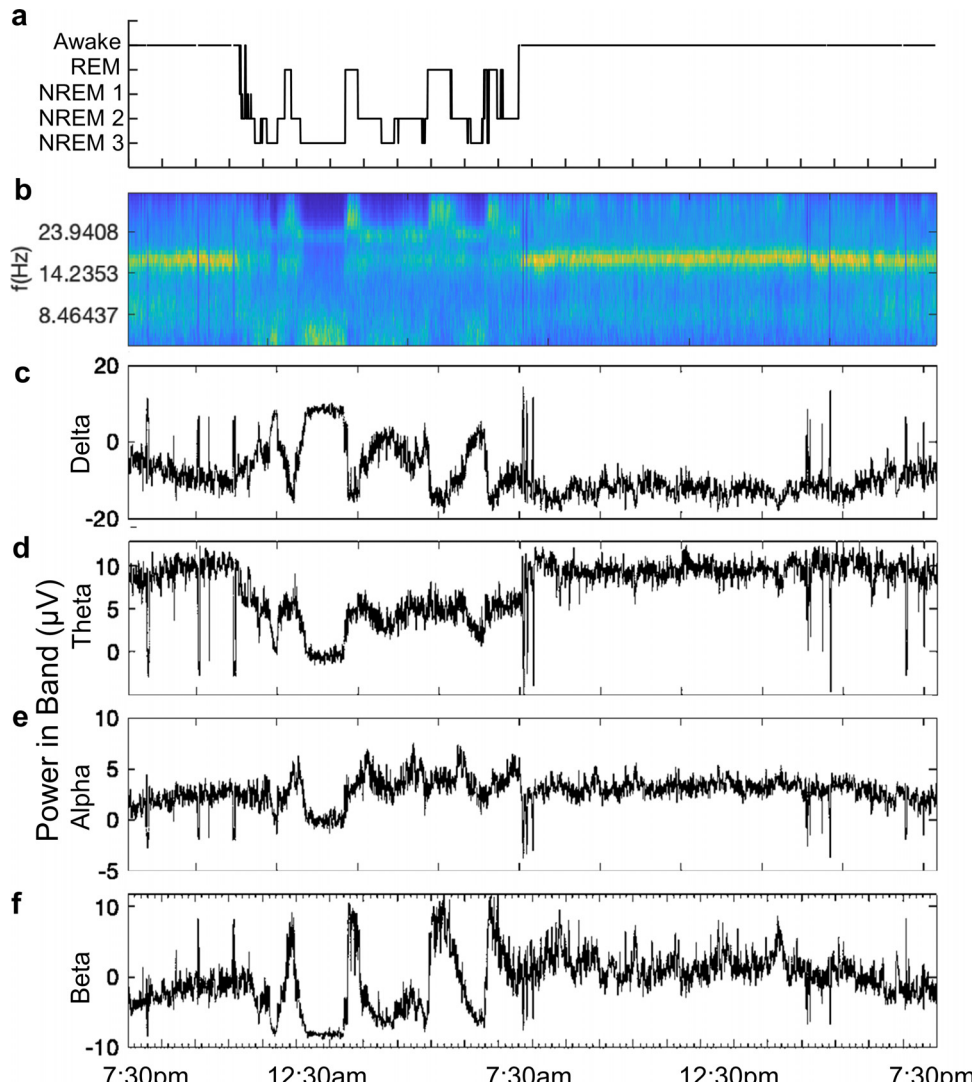 a
Awake
REM
NREM 1
NREM 2
NREM 3
b
f(Hz)
23.9408
14.2353
8.46437
c
Delta
20
0
-20
d
Power in Band (µV)
Theta
10
5
0
e
Alpha
10
5
0
-5
f
Beta
10
0
-10
7:30pm 12:30am 7:30am 12:30pm 7:30pm